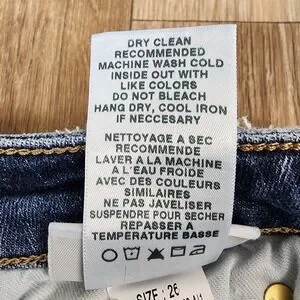 DRY CLEAN
RECOMMENDED
MACHINE WASH COLD
INSIDE OUT WITH
LIKE COLORS
DO NOT BLEACH
HANG DRY, COOL IRON
IF NECCESARY
NETTOYAGE A SEC
RECOMMENDE
LAVER A LA MACHINE
A L'EAU FROIDE
AVEC DES COULEURS
SIMILAIRES
NE PAS JAVELISER
SUSPENDRE POUR SECHER
REPASSER A
TEMPERATURE BASSE
SIZE: 26